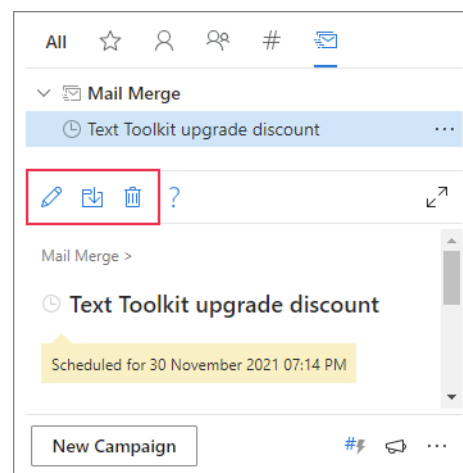 All #
Mail Merge
Text Toolkit upgrade discount ...
?
Mail Merge >
Text Toolkit upgrade discount
Scheduled for 30 November 2021 07:14 PM
New Campaign # ...